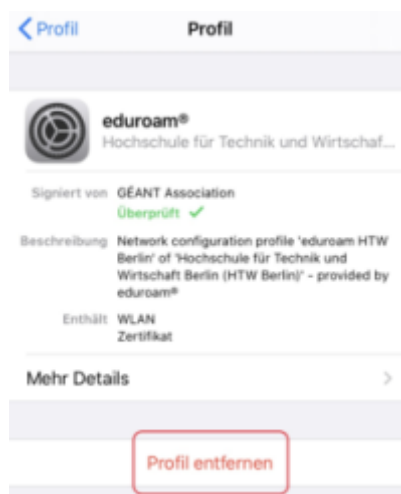 Profil Profil
eduroam®
Hochschule für Technik und Wirtschaf...
Signiert von GÉANT Association
Überprüft ✓
Beschreibung Network configuration profile 'eduroam HTW
Berlin' of 'Hochschule für Technik und
Wirtschaft Berlin (HTW Berlin)' - provided by
eduroam®
Enthält WLAN
Zertifikat
Mehr Details
Profil entfernen